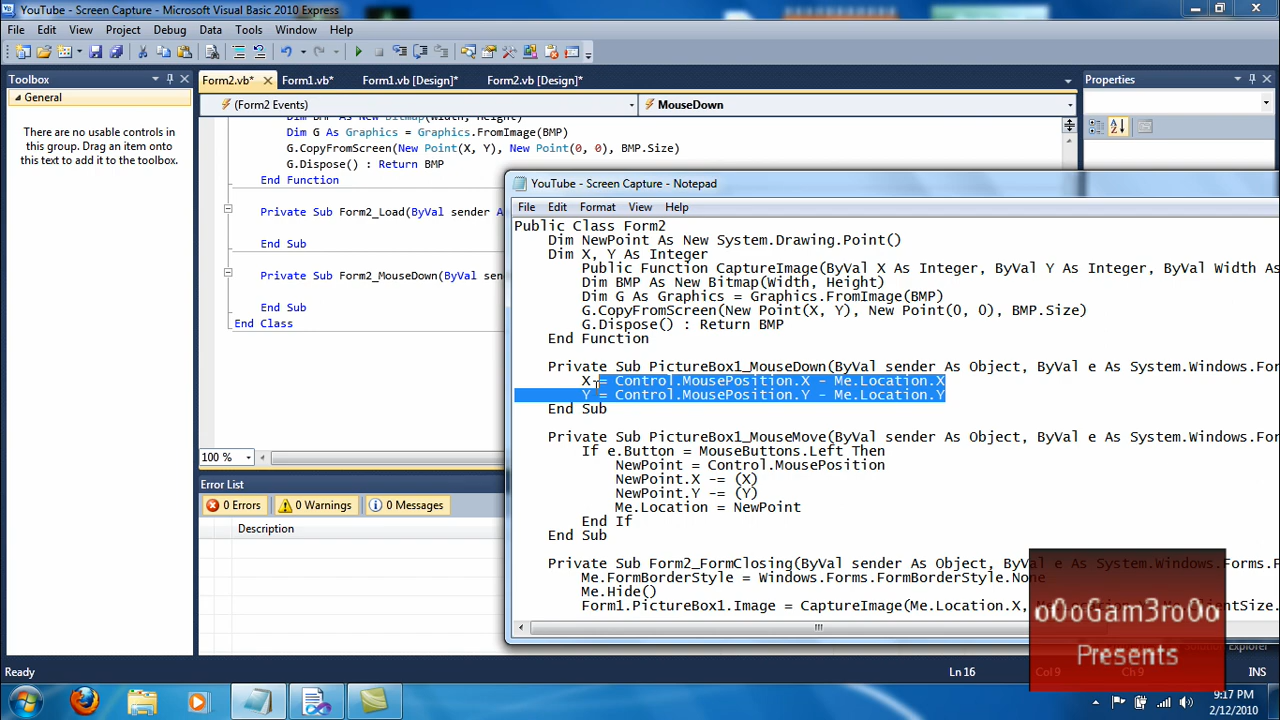 YouTube - Screen Capture - Microsoft Visual Basic 2010 Express
File Edit View Project Debug Data Tools Window Help
Toolbox
General
There are no usable controls in
this group. Drag an item onto
this text to add it to the toolbox.
Form2.vb* Form1.vb* Form1.vb [Design]* Form2.vb [Design]*
(Form2 Events) MouseDown
Dim BMP As New Bitmap(Width, Height)
Dim G As Graphics = Graphics.FromImage(BMP)
G.CopyFromScreen(New Point(X, Y), New Point(0, 0), BMP.Size)
G.Dispose() : Return BMP
End Function
Private Sub Form2_Load(ByVal sender A
End Sub
Private Sub Form2_MouseDown(ByVal sen
End Sub
End Class
100 %
Error List
0 Errors 0 Warnings 0 Messages
Description
Properties
YouTube - Screen Capture - Notepad
File Edit Format View Help
Public Class Form2
Dim NewPoint As New System.Drawing.Point()
Dim X, Y As Integer
Public Function CaptureImage(ByVal X As Integer, ByVal Y As Integer, ByVal Width As
Dim BMP As New Bitmap(Width, Height)
Dim G As Graphics = Graphics.FromImage(BMP)
G.CopyFromScreen(New Point(X, Y), New Point(0, 0), BMP.Size)
G.Dispose() : Return BMP
End Function
Private Sub PictureBox1_MouseDown(ByVal sender As Object, ByVal e As System.Windows.For
X = Control.MousePosition.X - Me.Location.X
Y = Control.MousePosition.Y - Me.Location.Y
End Sub
Private Sub PictureBox1_MouseMove(ByVal sender As Object, ByVal e As System.Windows.For
If e.Button = MouseButtons.Left Then
NewPoint = Control.MousePosition
NewPoint.X -= (X)
NewPoint.Y -= (Y)
Me.Location = NewPoint
End If
End Sub
Private Sub Form2_FormClosing(ByVal sender As Object, ByVal e As System.Windows.Forms.
Me.FormBorderStyle = Windows.Forms.FormBorderStyle.None
Me.Hide()
Form1.PictureBox1.Image = CaptureImage(Me.Location.X,
o0oGam3ro0o
Presents
Ready Ln 16 Col 9 Ch 9 INS
9:17 PM
2/12/2010